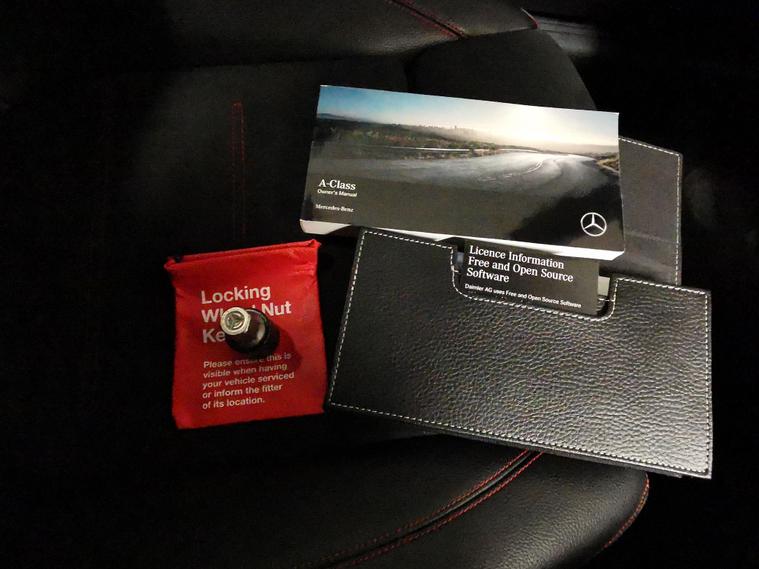 A-Class
Owner's Manual
Mercedes-Benz
Licence Information
Free and Open Source
Software
Daimler AG uses Free and Open Source Software
Locking
Nut
Please ensure this is
visible when having
your vehicle serviced
or inform the fitter
of its location.